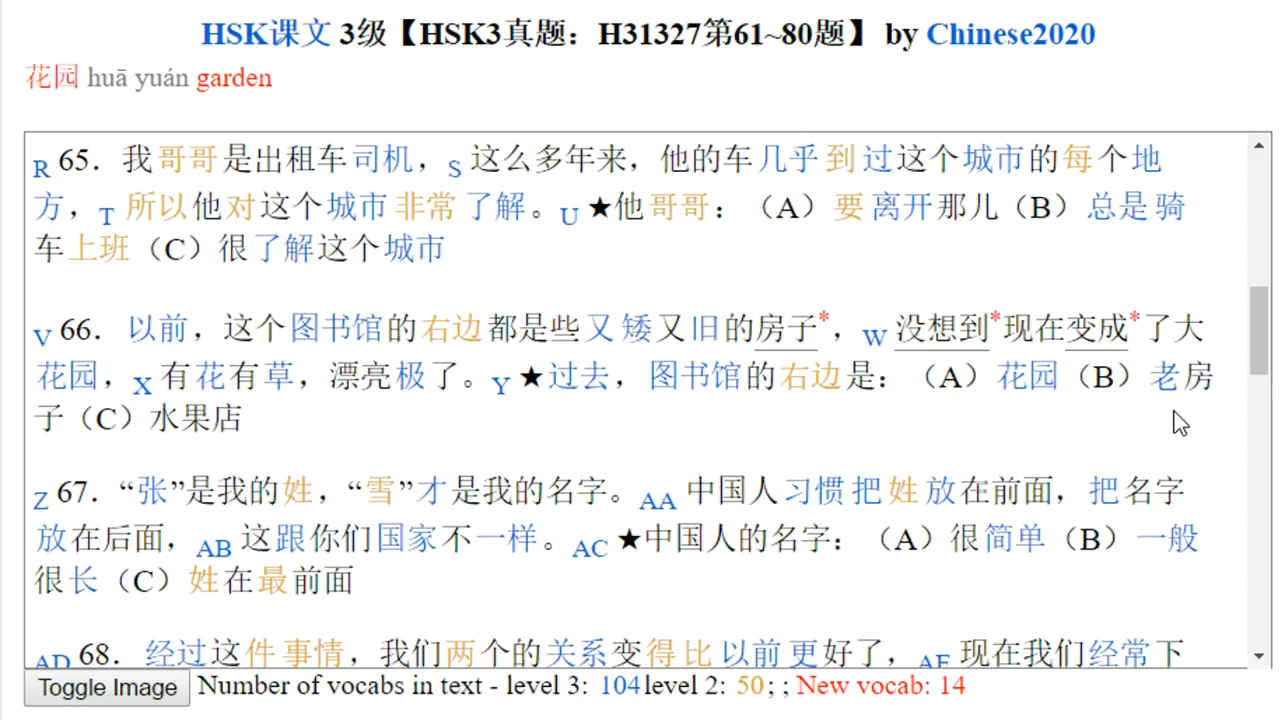 HSK课文 3级【HSK3真题：H31327第61~80题】 by Chinese2020
花园 huā yuán garden
R 65．我哥哥是出租车司机，S 这么多年来，他的车几乎到过这个城市的每个地
方，T 所以他对这个城市非常了解。U ★他哥哥：（A）要离开那儿（B）总是骑
车上班（C）很了解这个城市
V 66．以前，这个图书馆的右边都是些又矮又旧的房子*，W 没想到*现在变成*了大
花园，X 有花有草，漂亮极了。Y ★过去，图书馆的右边是：（A）花园（B）老房
子（C）水果店
Z 67．“张”是我的姓，“雪”才是我的名字。AA 中国人习惯把姓放在前面，把名字
放在后面，AB 这跟你们国家不一样。AC ★中国人的名字：（A）很简单（B）一般
很长（C）姓在最前面
AD 68．经过这件事情，我们两个的关系变得比以前更好了，AE 现在我们经常下
Toggle Image Number of vocabs in text - level 3: 104 level 2: 50; ; New vocab: 14